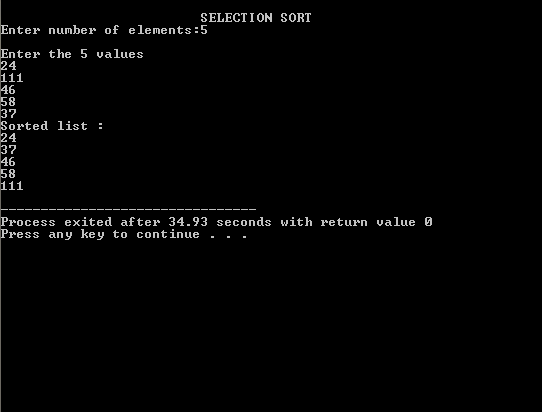 SELECTION SORT
Enter number of elements:5
Enter the 5 values
24
111
46
58
37
Sorted list :
24
37
46
58
111
--------------------------------
Process exited after 34.93 seconds with return value 0
Press any key to continue . . .